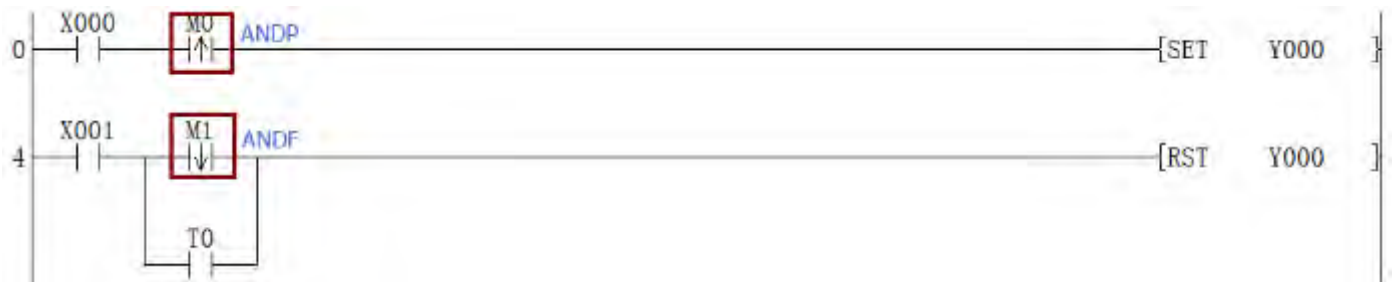 X000 M0 ANDP
0 [SET Y000 ]
X001 M1 ANDF
4 [RST Y000 ]
T0